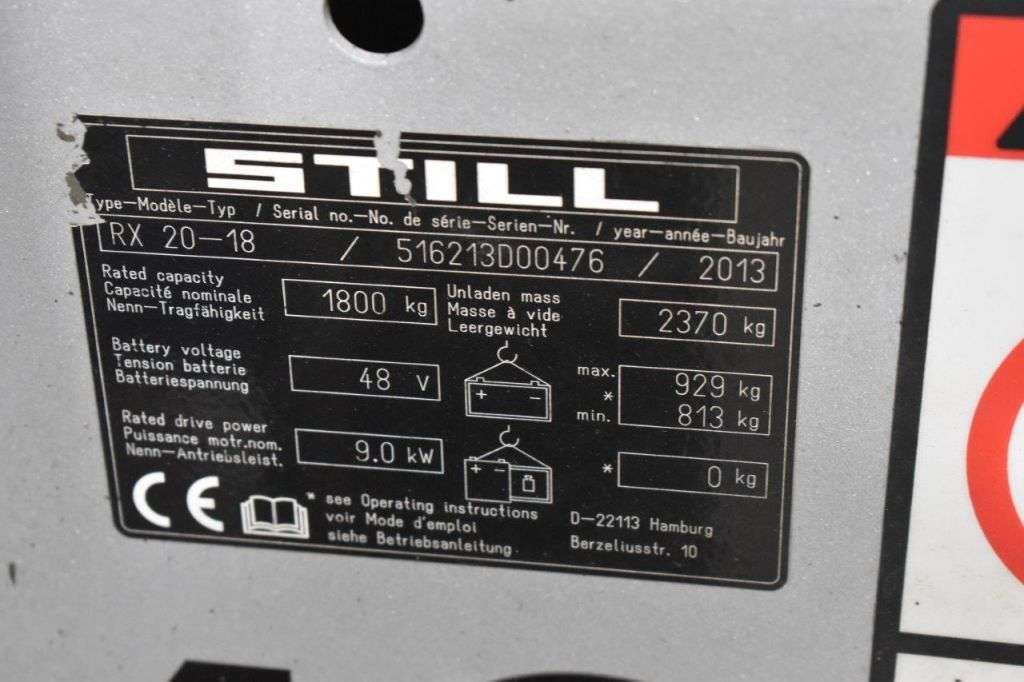 STILL
Type–Modèle–Typ / Serial no.–No. de série–Serien–Nr. / year–année–Baujahr
RX 20–18 / 516213D00476 / 2013
Rated capacity
Capacité nominale
Nenn–Tragfähigkeit
1800 kg
Unladen mass
Masse à vide
Leergewicht
2370 kg
Battery voltage
Tension batterie
Batteriespannung
48 V
+ –
max. 929 kg
*
min. 813 kg
Rated drive power
Puissance motr.nom.
Nenn–Antriebsleist.
9.0 kW
+ –
* 0 kg
CE
* see Operating instructions
voir Mode d'emploi
siehe Betriebsanleitung
D–22113 Hamburg
Berzeliusstr. 10